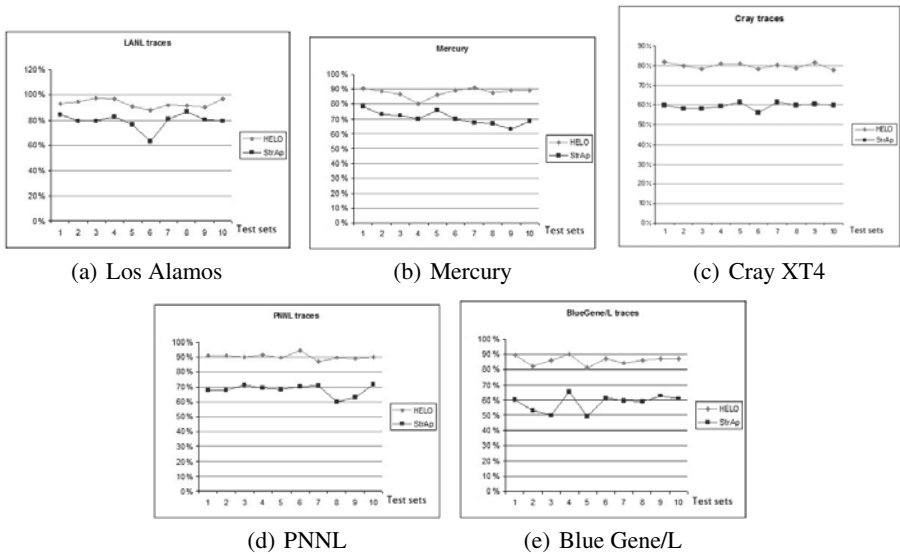 LANL traces
120%
100%
80%
60%
40%
20%
0%
1 2 3 4 5 6 7 8 9 10 Test sets
HELO
StrAp
(a) Los Alamos
Mercury
100%
90%
80%
70%
60%
50%
40%
30%
20%
10%
0%
1 2 3 4 5 6 7 8 9 10 Test sets
HELO
StrAp
(b) Mercury
Cray traces
90%
80%
70%
60%
50%
40%
30%
20%
10%
0%
1 2 3 4 5 6 7 8 9 10 Test sets
HELO
StrAp
(c) Cray XT4
PNNL traces
100%
90%
80%
70%
60%
50%
40%
30%
20%
10%
0%
1 2 3 4 5 6 7 8 9 10 Test sets
HELO
StrAp
(d) PNNL
BlueGene/L traces
100%
90%
80%
70%
60%
50%
40%
30%
20%
10%
0%
1 2 3 4 5 6 7 8 9 10 Test sets
HELO
StrAp
(e) Blue Gene/L